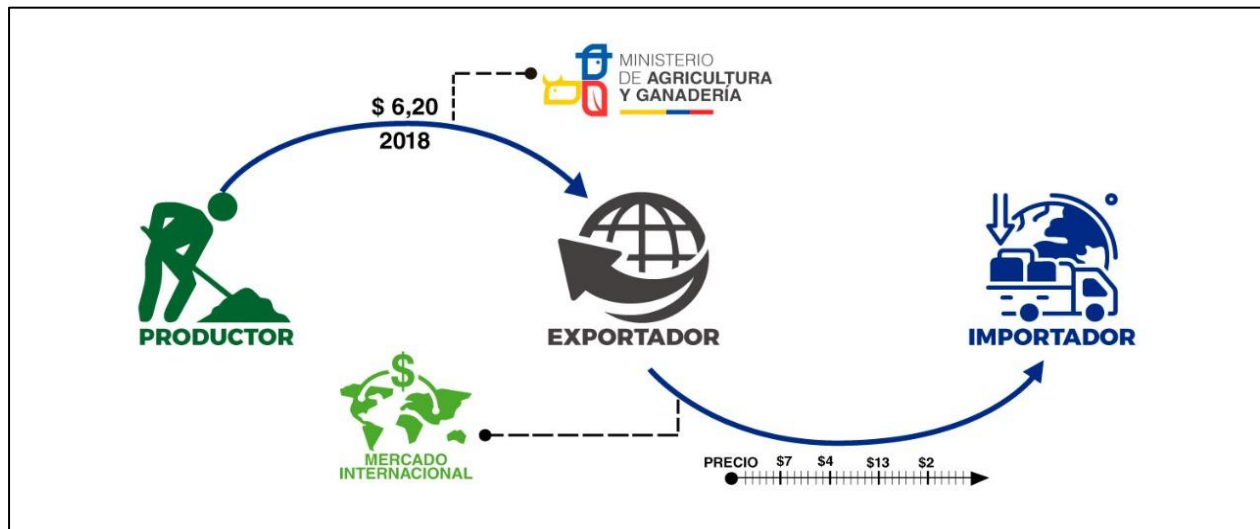 MINISTERIO
DE AGRICULTURA
Y GANADERÍA
$ 6,20
2018
PRODUCTOR
EXPORTADOR
IMPORTADOR
$
MERCADO
INTERNACIONAL
PRECIO $7 $4 $13 $2